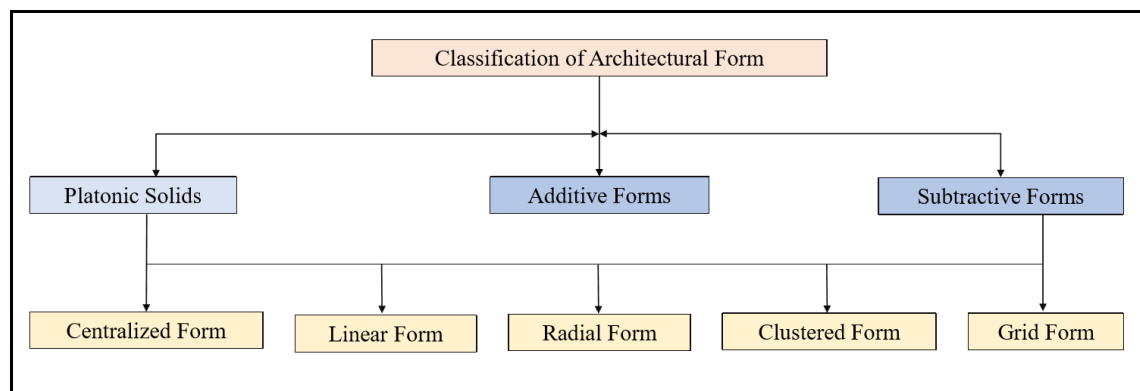 Classification of Architectural Form
Platonic Solids
Additive Forms
Subtractive Forms
Centralized Form
Linear Form
Radial Form
Clustered Form
Grid Form